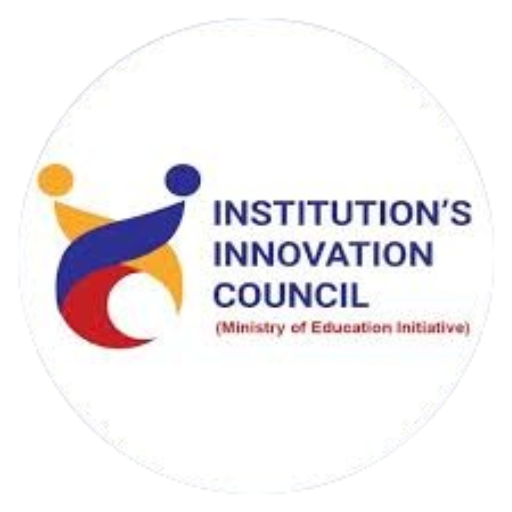 INSTITUTION'S
INNOVATION
COUNCIL
(Ministry of Education Initiative)